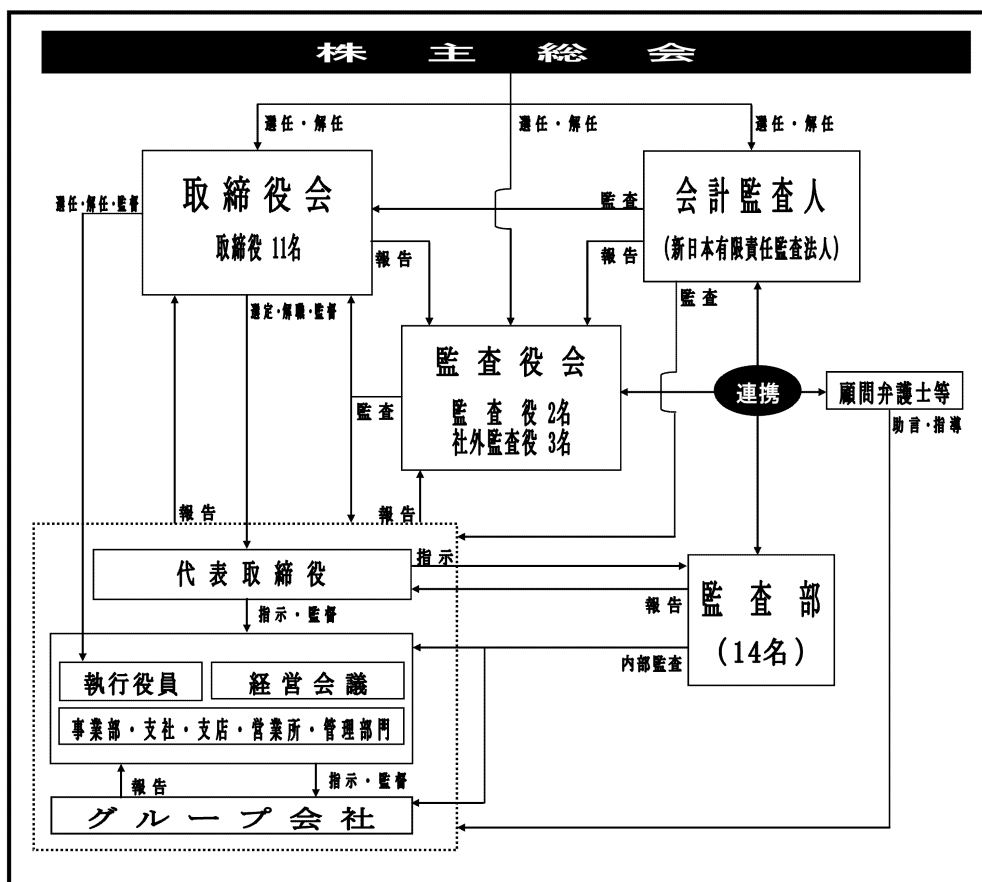 株主総会
選任・解任
選任・解任
選任・解任
取締役会
取締役 11名
選任・解任・監督
監査
会計監査人
(新日本有限責任監査法人)
報告
報告
監査
選定・解職・監督
監査役会
監査役 2名
社外監査役 3名
監査
連携
顧問弁護士等
助言・指導
報告
報告
代表取締役
指示
報告
監査部
(14名)
指示・監督
内部監査
執行役員
経営会議
事業部・支社・支店・営業所・管理部門
報告
指示・監督
グループ会社